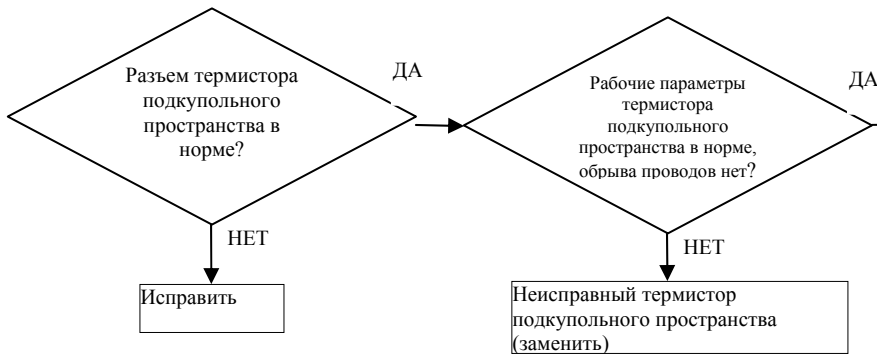 Разъем термистора
подкупольного
пространства в
норме?
ДА
НЕТ
Исправить
Рабочие параметры
термистора
подкупольного
пространства в норме,
обрыва проводов нет?
ДА
НЕТ
Неисправный термистор
подкупольного пространства
(заменить)